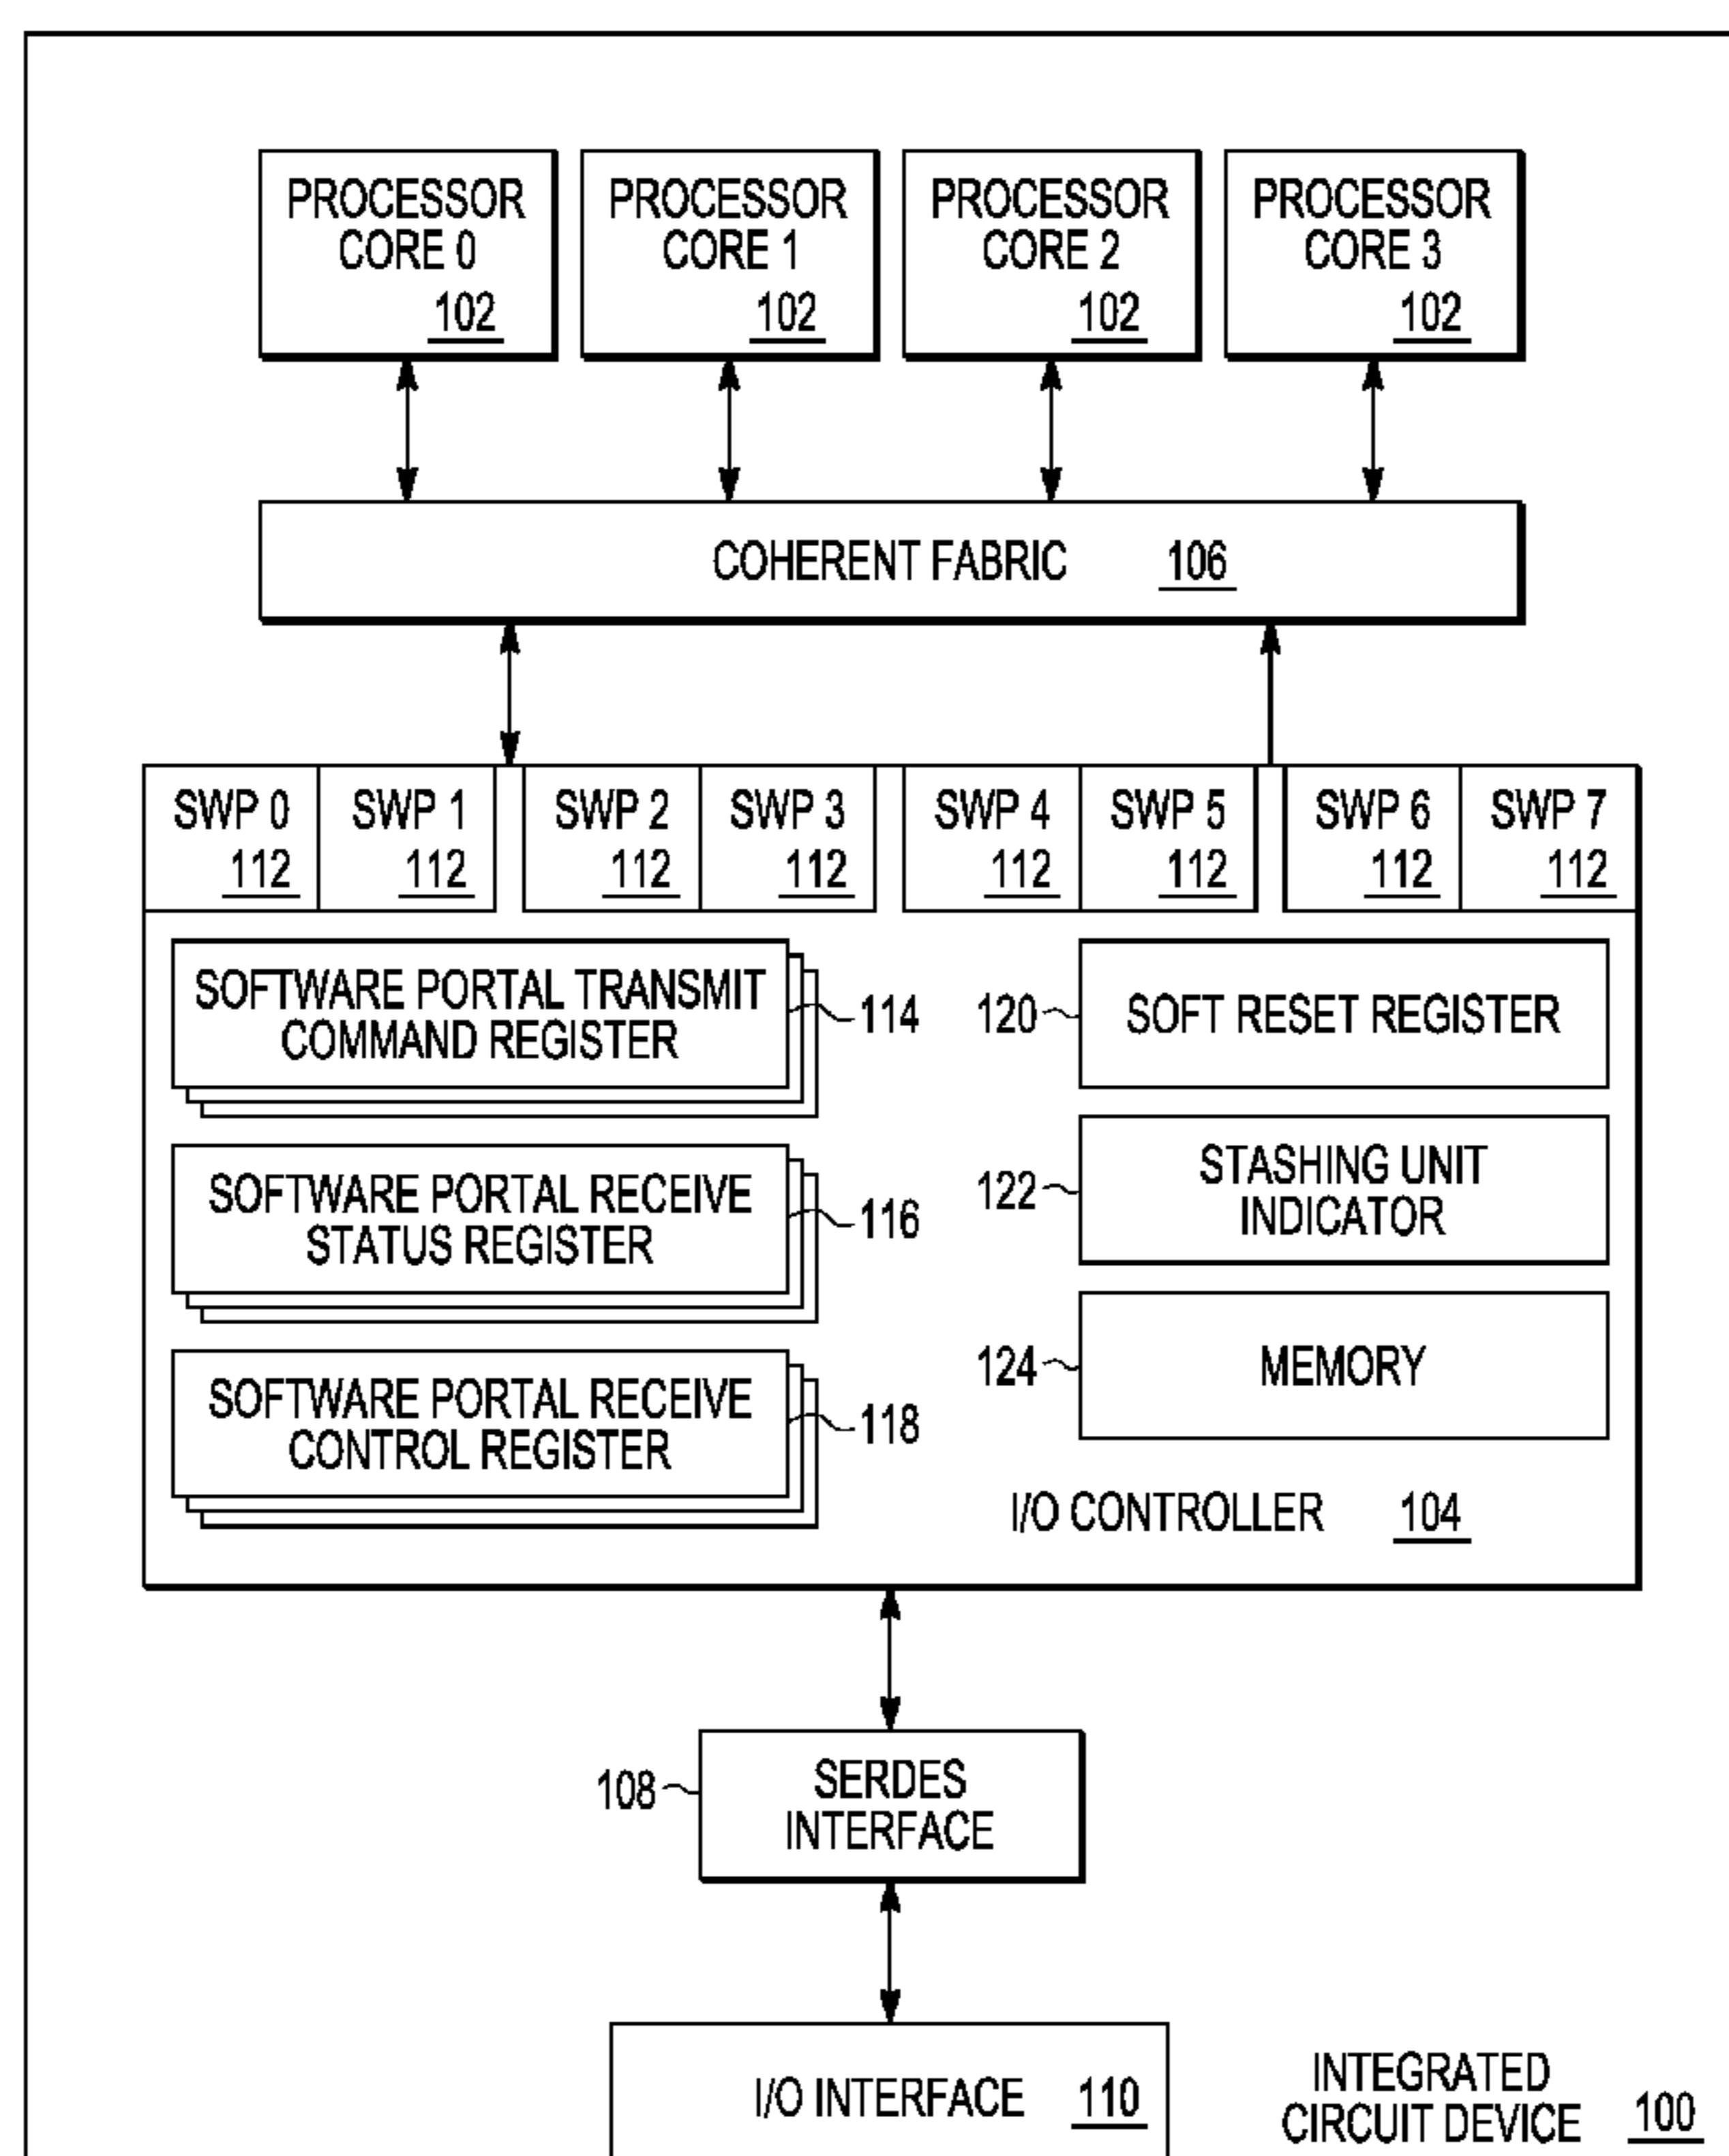 PROCESSOR CORE 0 102
PROCESSOR CORE 1 102
PROCESSOR CORE 2 102
PROCESSOR CORE 3 102
COHERENT FABRIC 106
SWP 0 112
SWP 1 112
SWP 2 112
SWP 3 112
SWP 4 112
SWP 5 112
SWP 6 112
SWP 7 112
SOFTWARE PORTAL TRANSMIT
COMMAND REGISTER
114
120
SOFT RESET REGISTER
SOFTWARE PORTAL RECEIVE
STATUS REGISTER
116
122
STASHING UNIT
INDICATOR
SOFTWARE PORTAL RECEIVE
CONTROL REGISTER
118
124
MEMORY
I/O CONTROLLER 104
108
SERDES
INTERFACE
I/O INTERFACE 110
INTEGRATED
CIRCUIT DEVICE 100